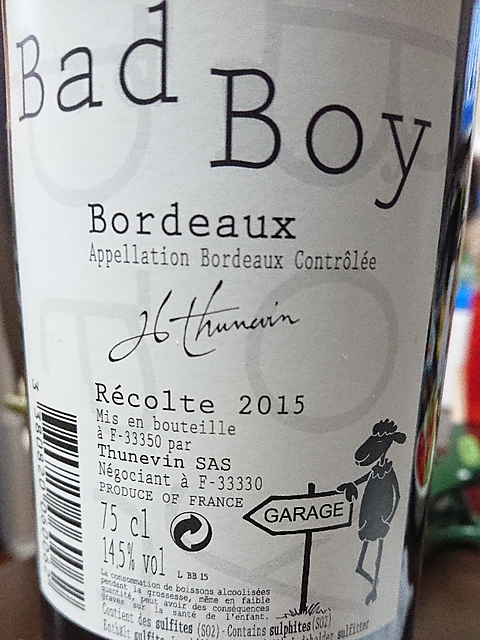 Bad
Boy
Bordeaux
Appellation Bordeaux Contrôlée
JL Thunevin
Récolte 2015
Mis en bouteille
à F-33350 par
Thunevin SAS
Négociant à F-33330
PRODUCE OF FRANCE
GARAGE
75 cl
14,5% vol
L BB 15
La consommation de boissons alcoolisées
pendant la grossesse, même en faible
quantité, peut avoir des conséquences
graves sur la santé de l'enfant.
Contient des sulfites (SO2) - Contains sulphites (SO2)
Enthält sulfite